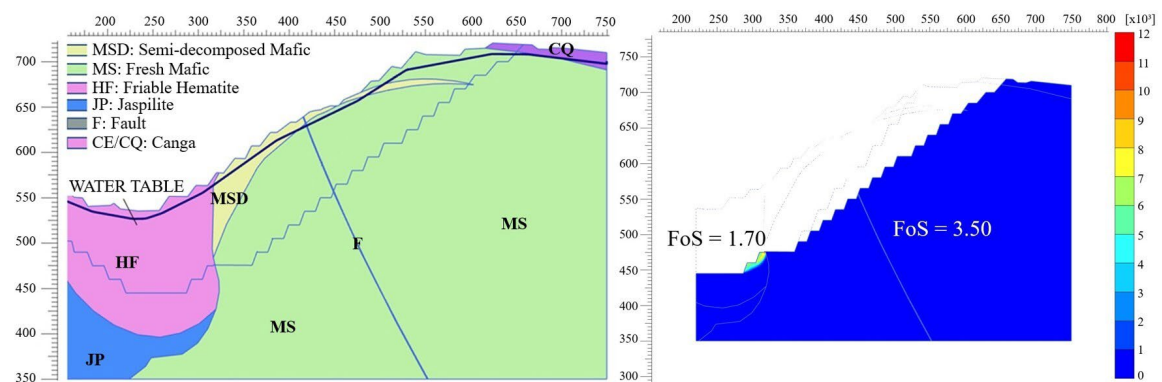 200 250 300 350 400 450 500 550 600 650 700 750
700
650
600
550
500
450
400
350
MSD: Semi-decomposed Mafic
MS: Fresh Mafic
HF: Friable Hematite
JP: Jaspilite
F: Fault
CE/CQ: Canga
WATER TABLE
CQ
MSD
MS
F
HF
MS
JP
200 250 300 350 400 450 500 550 600 650 700 750 800
750
700
650
600
550
500
450
400
350
300
FoS = 1.70
FoS = 3.50
[x10³]
12
11
10
9
8
7
6
5
4
3
2
1
0